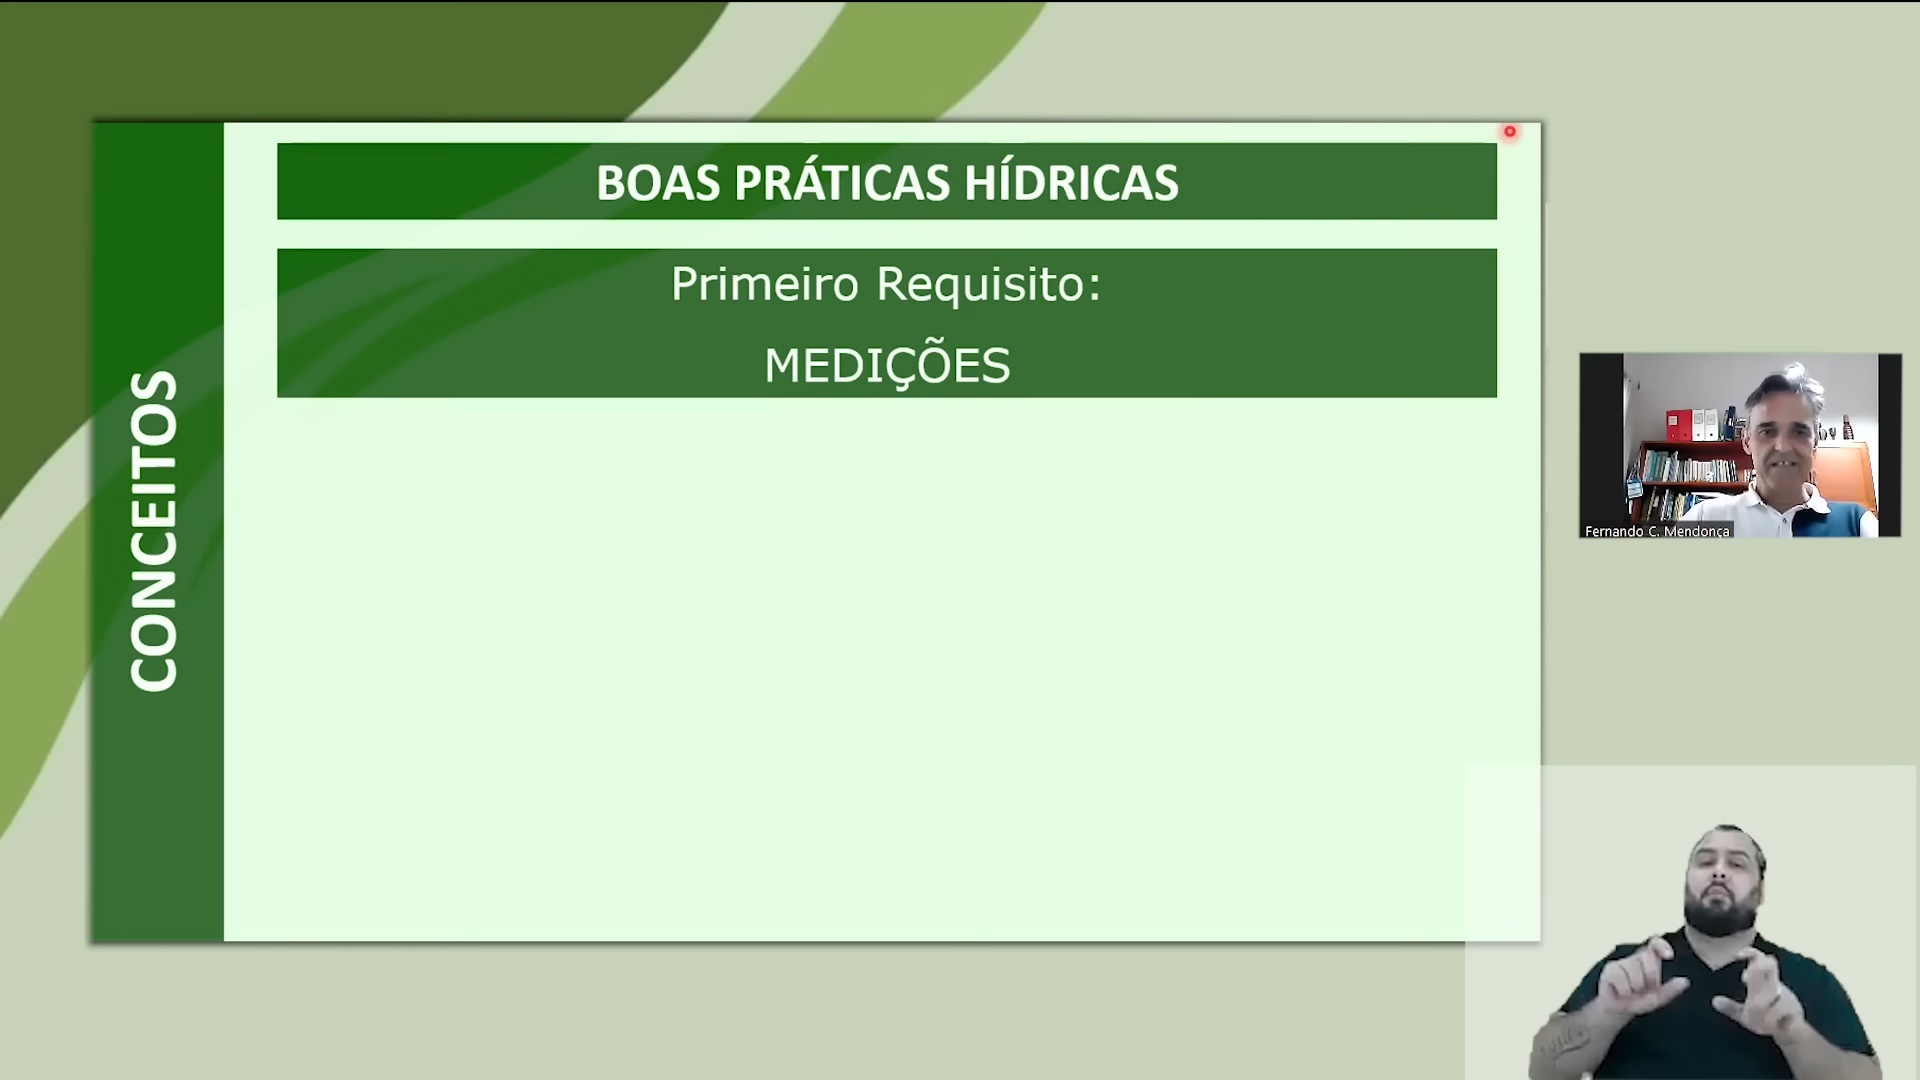 BOAS PRÁTICAS HÍDRICAS
Primeiro Requisito:
MEDIÇÕES
CONCEITOS
Fernando C. Mendonça